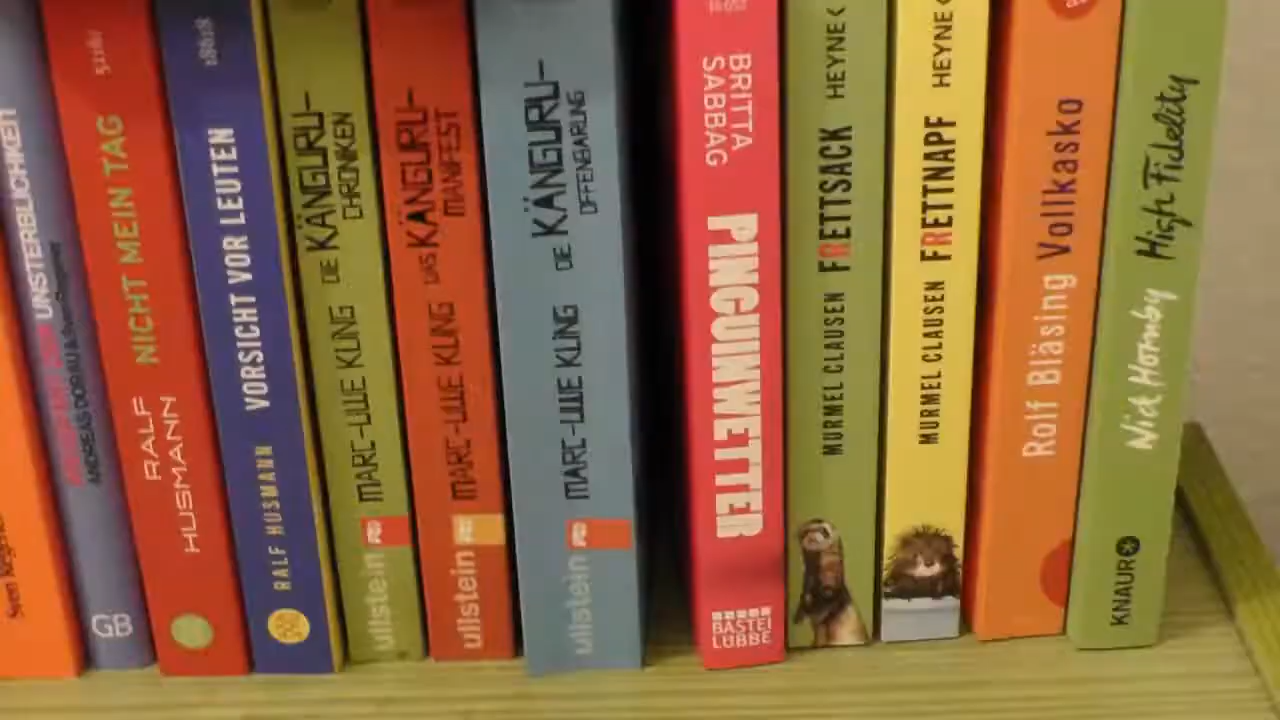 Sven
UNSTERBLICHKEIT
ANDREAS DORAU &
GB
NICHT MEIN TAG
RALF
HUSMANN
VORSICHT VOR LEUTEN
RALF HUSMANN
DIE KÄNGURU-
CHRONIKEN
MARC-UWE KLING
ullstein
DAS KÄNGURU-
MANIFEST
MARC-UWE KLING
ullstein
DIE KÄNGURU-
OFFENBARUNG
MARC-UWE KLING
ullstein
BRITTA
SABBAG
PINGUINWETTER
BASTEI
LÜBBE
MURMEL CLAUSEN FRETTSACK HEYNE<
MURMEL CLAUSEN FRETTNAPF HEYNE<
Rolf Bläsing Vollkasko
Nick Hornby High Fidelity
KNAUR